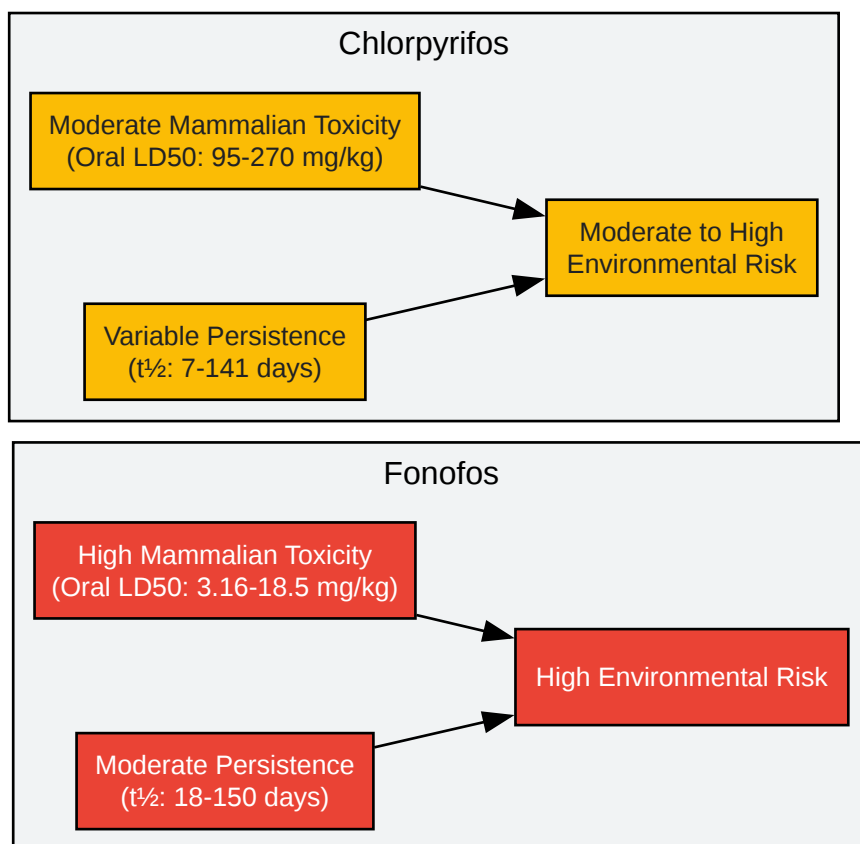 Chlorpyrifos
Moderate Mammalian Toxicity
(Oral LD50: 95-270 mg/kg)
Moderate to High
Environmental Risk
Variable Persistence
(t½: 7-141 days)
Fonofos
High Mammalian Toxicity
(Oral LD50: 3.16-18.5 mg/kg)
High Environmental Risk
Moderate Persistence
(t½: 18-150 days)